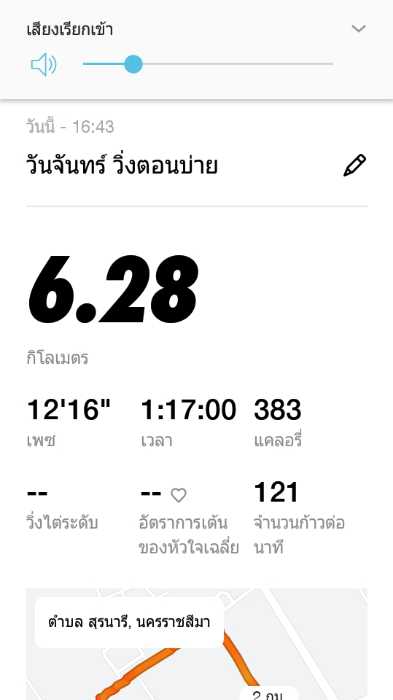 เสียงเรียกเข้า
วันนี้ - 16:43
วันจันทร์ วิ่งตอนบ่าย
6.28
กิโลเมตร
12'16" 1:17:00 383
เพซ เวลา แคลอรี่
-- -- 121
วิ่งไต่ระดับ อัตราการเต้น จำนวนก้าวต่อ
ของหัวใจเฉลี่ย นาที
ตำบล สุรนารี, นครราชสีมา
2 กม